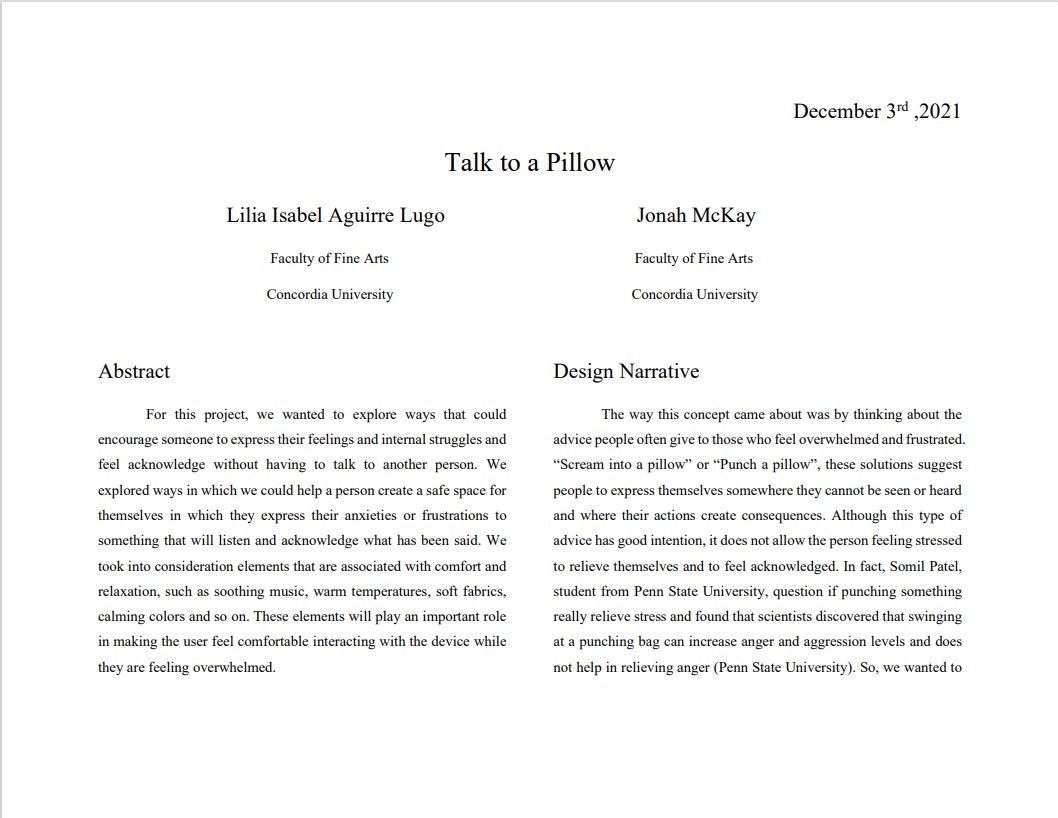 December 3rd ,2021
Talk to a Pillow
Lilia Isabel Aguirre Lugo
Faculty of Fine Arts
Concordia University
Jonah McKay
Faculty of Fine Arts
Concordia University
Abstract
For this project, we wanted to explore ways that could
encourage someone to express their feelings and internal struggles and
feel acknowledge without having to talk to another person. We
explored ways in which we could help a person create a safe space for
themselves in which they express their anxieties or frustrations to
something that will listen and acknowledge what has been said. We
took into consideration elements that are associated with comfort and
relaxation, such as soothing music, warm temperatures, soft fabrics,
calming colors and so on. These elements will play an important role
in making the user feel comfortable interacting with the device while
they are feeling overwhelmed.
Design Narrative
The way this concept came about was by thinking about the
advice people often give to those who feel overwhelmed and frustrated.
“Scream into a pillow” or “Punch a pillow”, these solutions suggest
people to express themselves somewhere they cannot be seen or heard
and where their actions create consequences. Although this type of
advice has good intention, it does not allow the person feeling stressed
to relieve themselves and to feel acknowledged. In fact, Somil Patel,
student from Penn State University, question if punching something
really relieve stress and found that scientists discovered that swinging
at a punching bag can increase anger and aggression levels and does
not help in relieving anger (Penn State University). So, we wanted to